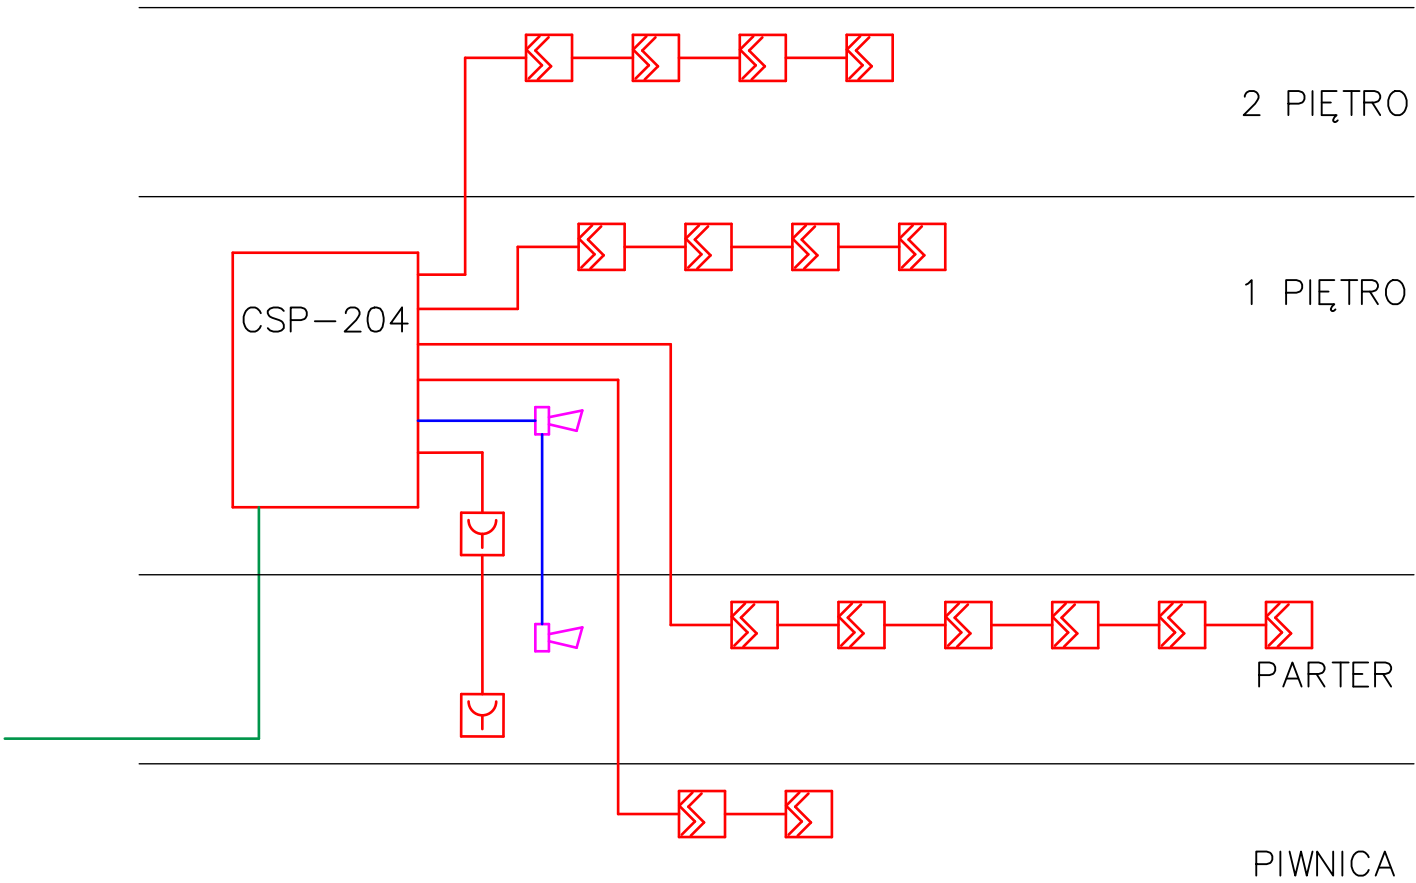 2 PIĘTRO
1 PIĘTRO
CSP-204
PARTER
PIWNICA